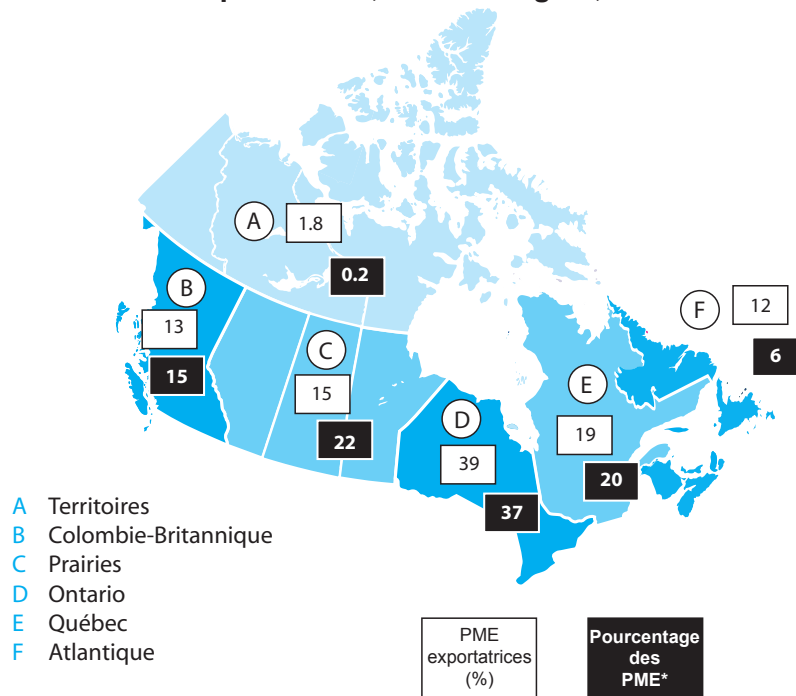 A
1.8
0.2
B
13
15
C
15
22
D
39
37
E
19
20
F
12
6
A Territoires
B Colombie-Britannique
C Prairies
D Ontario
E Québec
F Atlantique
PME
exportatrices
(%)
Pourcentage
des
PME*